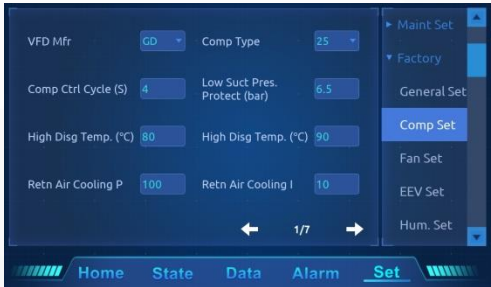 VFD Mfr GD Comp Type 25
Comp Ctrl Cycle (S) 4 Low Suct Pres.
Protect (bar) 6.5
High Disg Temp. (℃) 80 High Disg Temp. (℃) 90
Retn Air Cooling P 100 Retn Air Cooling I 10
1/7
Maint Set
Factory
General Set
Comp Set
Fan Set
EEV Set
Hum. Set
Home State Data Alarm Set